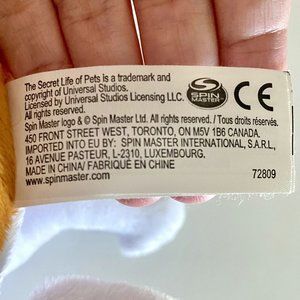 The Secret Life of Pets is a trademark and
copyright of Universal Studios.
Licensed by Universal Studios Licensing LLC.
All rights reserved.
Spin Master logo & © Spin Master Ltd. All rights reserved. / Tous droits réservés.
450 FRONT STREET WEST, TORONTO, ON M5V 1B6 CANADA.
IMPORTED INTO EU BY: SPIN MASTER INTERNATIONAL, S.A.R.L,
16 AVENUE PASTEUR, L-2310, LUXEMBOURG.
MADE IN CHINA/ FABRIQUÉ EN CHINE
www.spinmaster.com
72809
SPIN
MASTER
CE